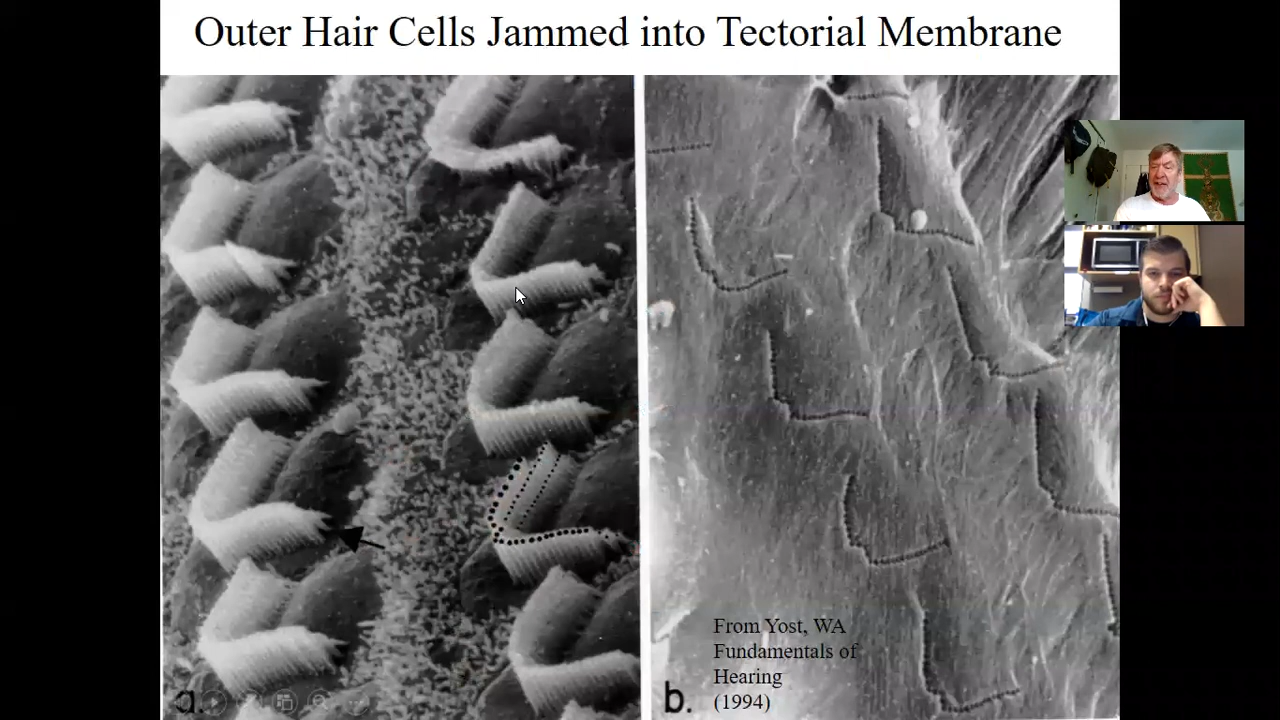 Outer Hair Cells Jammed into Tectorial Membrane
a.
b.
From Yost, WA
Fundamentals of
Hearing
(1994)